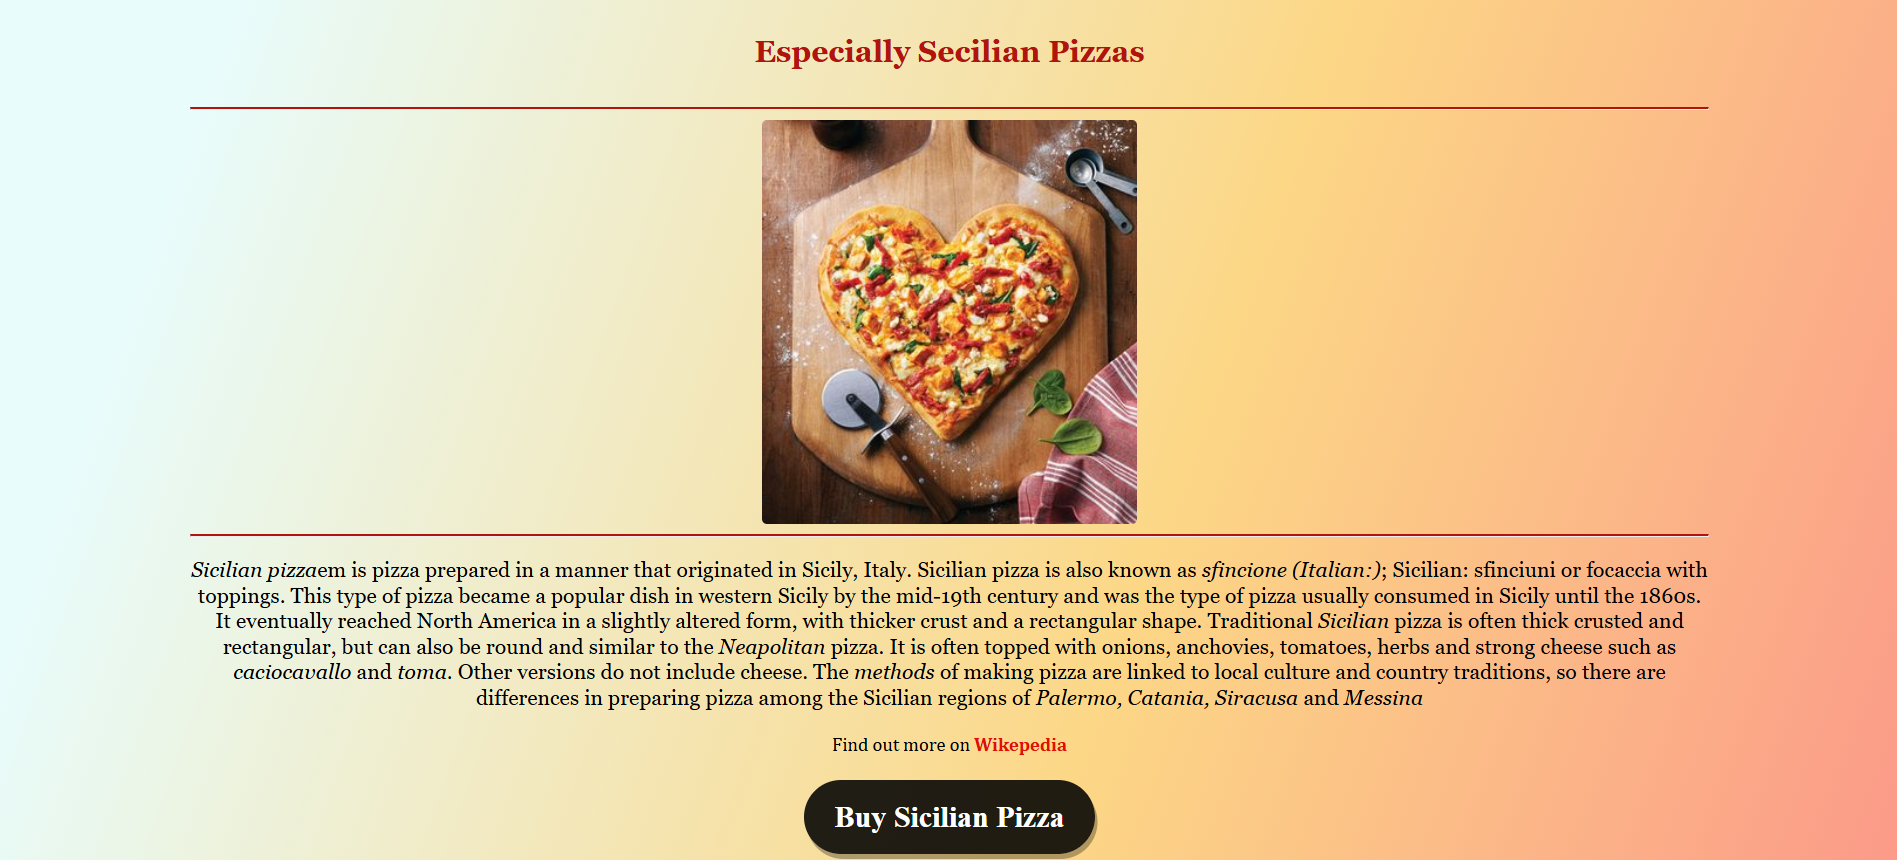 Especially Secilian Pizzas
Sicilian pizzaem is pizza prepared in a manner that originated in Sicily, Italy. Sicilian pizza is also known as sfincione (Italian:); Sicilian: sfinciuni or focaccia with
toppings. This type of pizza became a popular dish in western Sicily by the mid-19th century and was the type of pizza usually consumed in Sicily until the 1860s.
It eventually reached North America in a slightly altered form, with thicker crust and a rectangular shape. Traditional Sicilian pizza is often thick crusted and
rectangular, but can also be round and similar to the Neapolitan pizza. It is often topped with onions, anchovies, tomatoes, herbs and strong cheese such as
caciocavallo and toma. Other versions do not include cheese. The methods of making pizza are linked to local culture and country traditions, so there are
differences in preparing pizza among the Sicilian regions of Palermo, Catania, Siracusa and Messina
Find out more on Wikepedia
Buy Sicilian Pizza